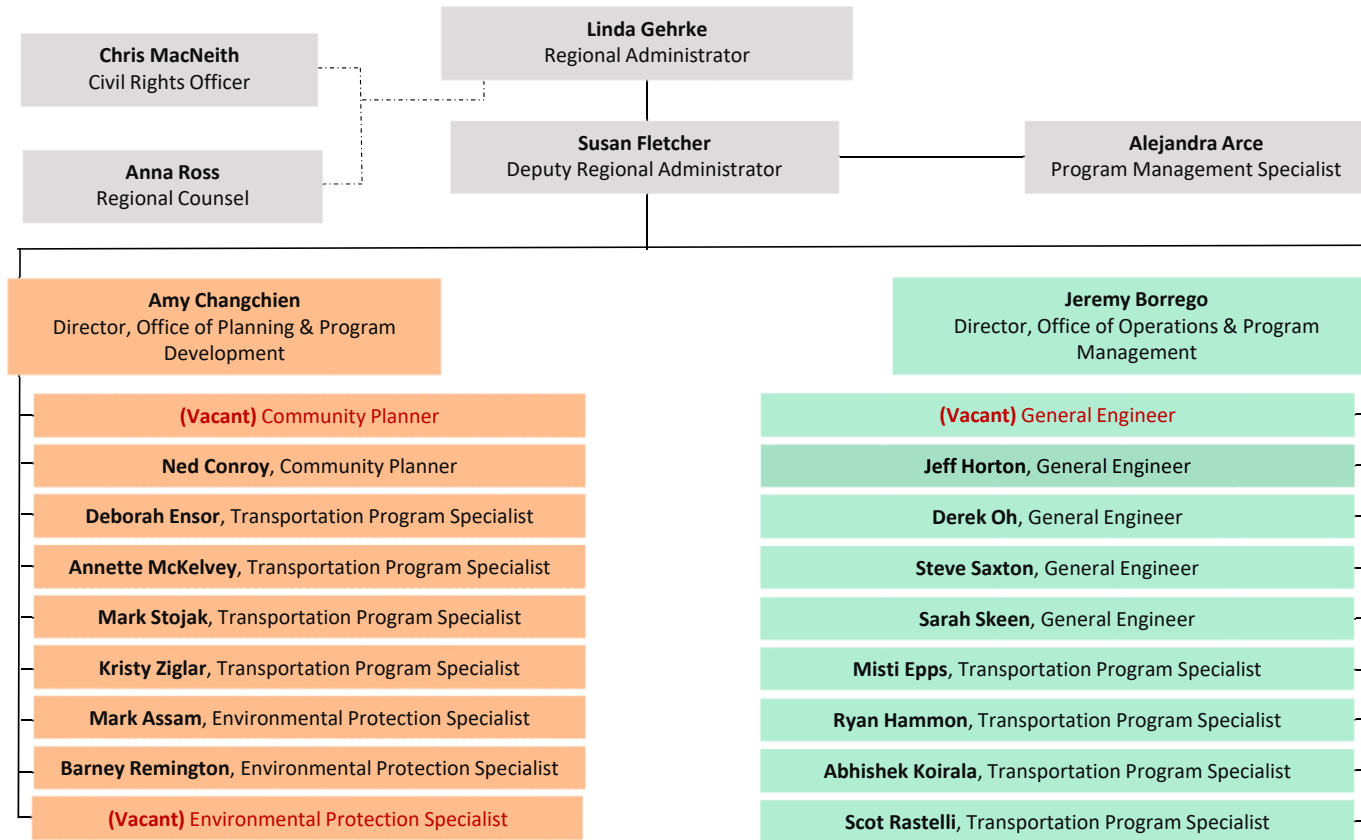 Linda Gehrke
Regional Administrator
Chris MacNeith
Civil Rights Officer
Susan Fletcher
Deputy Regional Administrator
Alejandra Arce
Program Management Specialist
Anna Ross
Regional Counsel
Amy Changchien
Director, Office of Planning & Program
Development
(Vacant) Community Planner
Ned Conroy, Community Planner
Deborah Ensor, Transportation Program Specialist
Annette McKelvey, Transportation Program Specialist
Mark Stojak, Transportation Program Specialist
Kristy Ziglar, Transportation Program Specialist
Mark Assam, Environmental Protection Specialist
Barney Remington, Environmental Protection Specialist
(Vacant) Environmental Protection Specialist
Jeremy Borrego
Director, Office of Operations & Program
Management
(Vacant) General Engineer
Jeff Horton, General Engineer
Derek Oh, General Engineer
Steve Saxton, General Engineer
Sarah Skeen, General Engineer
Misti Epps, Transportation Program Specialist
Ryan Hammon, Transportation Program Specialist
Abhishek Koirala, Transportation Program Specialist
Scot Rastelli, Transportation Program Specialist